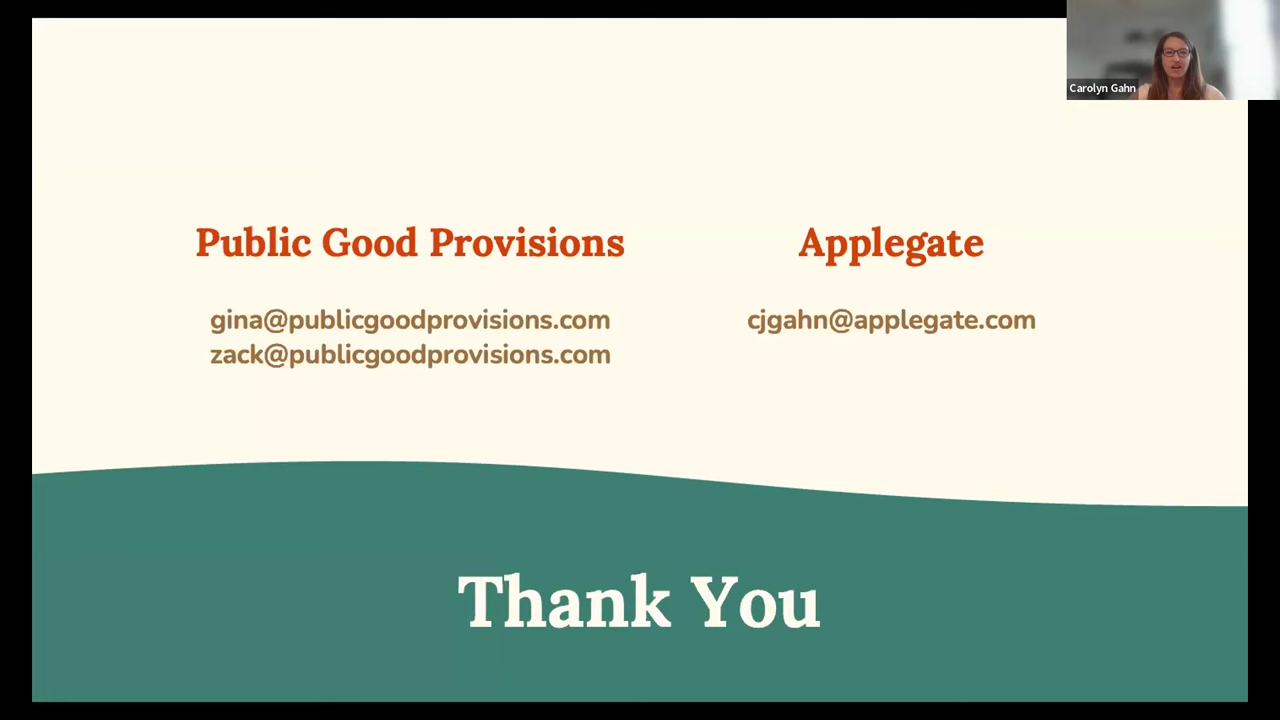 Carolyn Gahn
Public Good Provisions
gina@publicgoodprovisions.com
zack@publicgoodprovisions.com
Applegate
cjgahn@applegate.com
Thank You